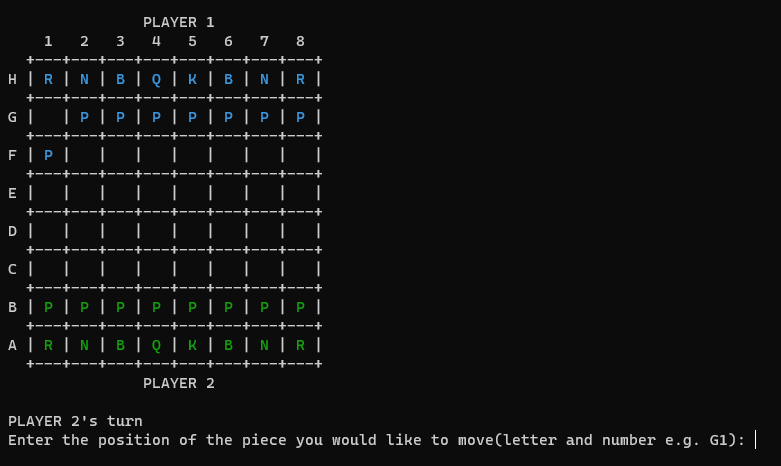 PLAYER 1
1 2 3 4 5 6 7 8
+---+---+---+---+---+---+---+---+
H | R | N | B | Q | K | B | N | R |
+---+---+---+---+---+---+---+---+
G |   | P | P | P | P | P | P | P |
+---+---+---+---+---+---+---+---+
F | P |   |   |   |   |   |   |   |
+---+---+---+---+---+---+---+---+
E |   |   |   |   |   |   |   |   |
+---+---+---+---+---+---+---+---+
D |   |   |   |   |   |   |   |   |
+---+---+---+---+---+---+---+---+
C |   |   |   |   |   |   |   |   |
+---+---+---+---+---+---+---+---+
B | P | P | P | P | P | P | P | P |
+---+---+---+---+---+---+---+---+
A | R | N | B | Q | K | B | N | R |
+---+---+---+---+---+---+---+---+
PLAYER 2
PLAYER 2's turn
Enter the position of the piece you would like to move(letter and number e.g. G1):